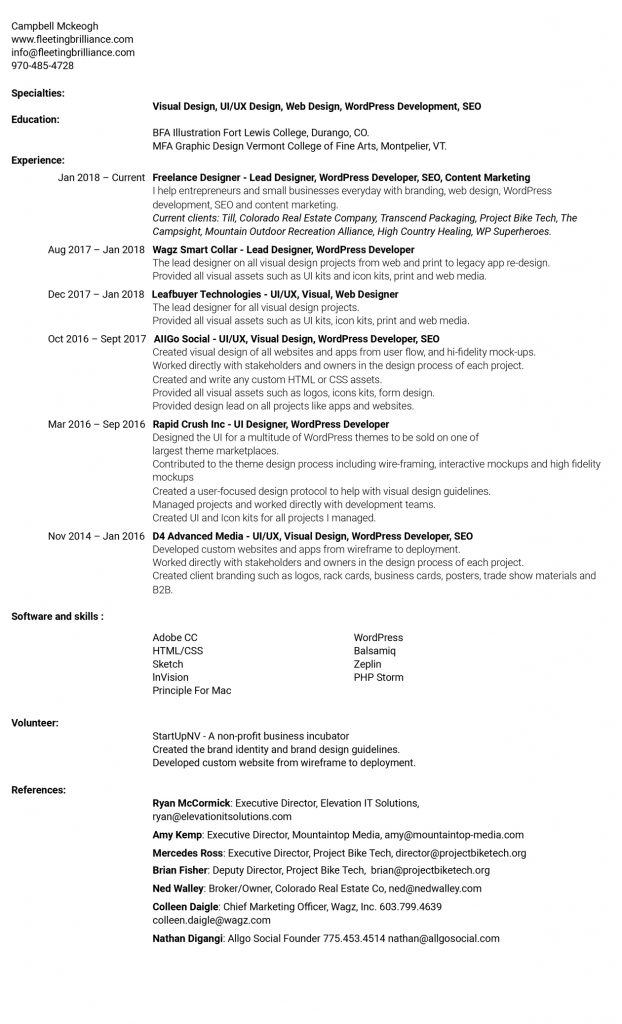 Campbell Mckeogh
www.fleetingbrilliance.com
info@fleetingbrilliance.com
970-485-4728
Specialties:
Visual Design, UI/UX Design, Web Design, WordPress Development, SEO
Education:
BFA Illustration Fort Lewis College, Durango, CO.
MFA Graphic Design Vermont College of Fine Arts, Montpelier, VT.
Experience:
Jan 2018 – Current Freelance Designer - Lead Designer, WordPress Developer, SEO, Content Marketing
I help entrepreneurs and small businesses everyday with branding, web design, WordPress
development, SEO and content marketing.
Current clients: Till, Colorado Real Estate Company, Transcend Packaging, Project Bike Tech, The
Campsight, Mountain Outdoor Recreation Alliance, High Country Healing, WP Superheroes.
Aug 2017 – Jan 2018 Wagz Smart Collar - Lead Designer, WordPress Developer
The lead designer on all visual design projects from web and print to legacy app re-design.
Provided all visual assets such as UI kits and icon kits, print and web media.
Dec 2017 – Jan 2018 Leafbuyer Technologies - UI/UX, Visual, Web Designer
The lead designer for all visual design projects.
Provided all visual assets such as UI kits, icon kits, print and web media.
Oct 2016 – Sept 2017 AllGo Social - UI/UX, Visual Design, WordPress Developer, SEO
Created visual design of all websites and apps from user flow, and hi-fidelity mock-ups.
Worked directly with stakeholders and owners in the design process of each project.
Created and write any custom HTML or CSS assets.
Provided all visual assets such as logos, icons kits, form design.
Provided design lead on all projects like apps and websites.
Mar 2016 – Sep 2016 Rapid Crush Inc - UI Designer, WordPress Developer
Designed the UI for a multitude of WordPress themes to be sold on one of
largest theme marketplaces.
Contributed to the theme design process including wire-framing, interactive mockups and high fidelity
mockups
Created a user-focused design protocol to help with visual design guidelines.
Managed projects and worked directly with development teams.
Created UI and Icon kits for all projects I managed.
Nov 2014 – Jan 2016 D4 Advanced Media - UI/UX, Visual Design, WordPress Developer, SEO
Developed custom websites and apps from wireframe to deployment.
Worked directly with stakeholders and owners in the design process of each project.
Created client branding such as logos, rack cards, business cards, posters, trade show materials and
B2B.
Software and skills :
Adobe CC WordPress
HTML/CSS Balsamiq
Sketch Zeplin
InVision PHP Storm
Principle For Mac
Volunteer:
StartUpNV - A non-profit business incubator
Created the brand identity and brand design guidelines.
Developed custom website from wireframe to deployment.
References:
Ryan McCormick: Executive Director, Elevation IT Solutions,
ryan@elevationitsolutions.com
Amy Kemp: Executive Director, Mountaintop Media, amy@mountaintop-media.com
Mercedes Ross: Executive Director, Project Bike Tech, director@projectbiketech.org
Brian Fisher: Deputy Director, Project Bike Tech, brian@projectbiketech.org
Ned Walley: Broker/Owner, Colorado Real Estate Co, ned@nedwalley.com
Colleen Daigle: Chief Marketing Officer, Wagz, Inc. 603.799.4639
colleen.daigle@wagz.com
Nathan Digangi: Allgo Social Founder 775.453.4514 nathan@allgosocial.com